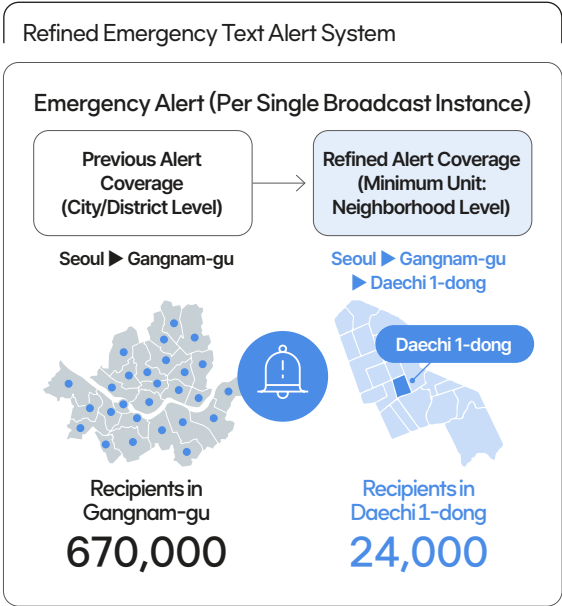 Refined Emergency Text Alert System
Emergency Alert (Per Single Broadcast Instance)
Previous Alert
Coverage
(City/District Level)
Refined Alert Coverage
(Minimum Unit:
Neighborhood Level)
Seoul ▶ Gangnam-gu
Seoul ▶ Gangnam-gu
▶ Daechi 1-dong
Daechi 1-dong
Recipients in
Gangnam-gu
670,000
Recipients in
Daechi 1-dong
24,000